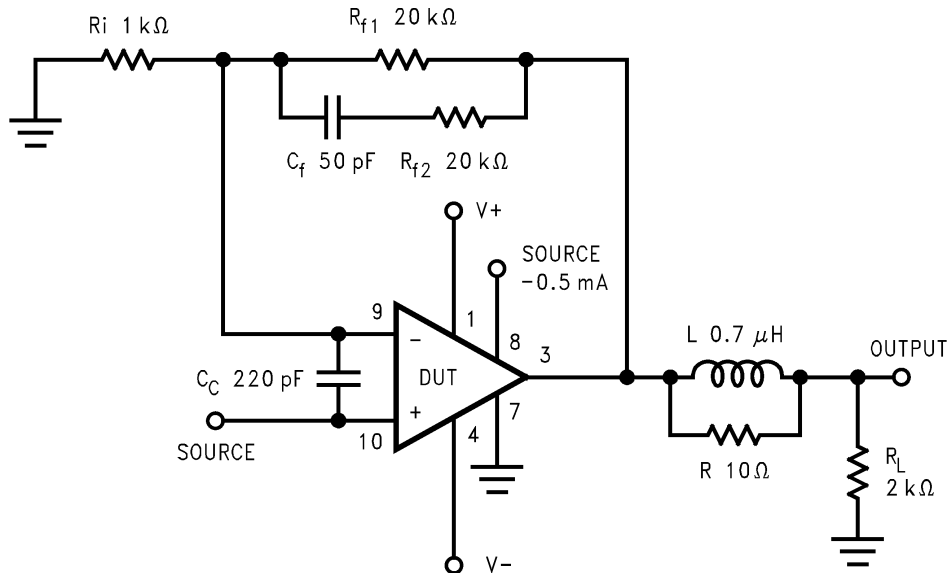 Ri 1 kΩ
Rf1 20 kΩ
Cf 50 pF
Rf2 20 kΩ
V+
SOURCE
-0.5 mA
9
1
8
3
-
DUT
+
CC 220 pF
L 0.7 μH
OUTPUT
SOURCE
10
4
7
R 10Ω
RL
2 kΩ
V-